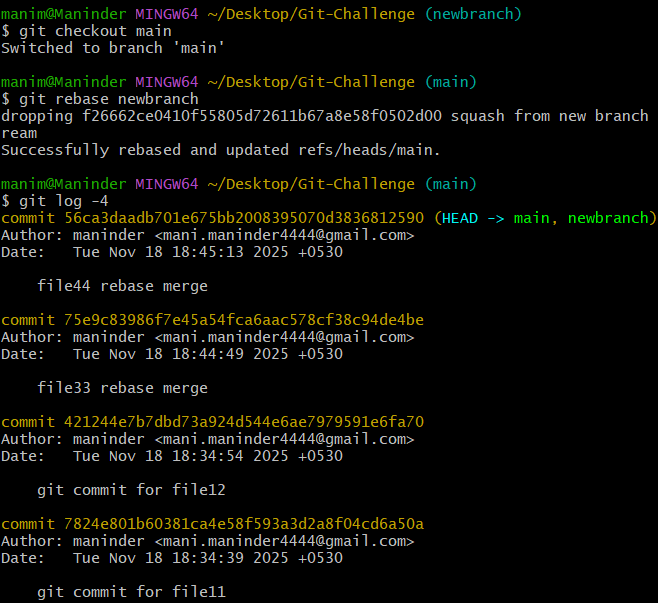 manim@Maninder MINGW64 ~/Desktop/Git-Challenge (newbranch)
$ git checkout main
Switched to branch 'main'

manim@Maninder MINGW64 ~/Desktop/Git-Challenge (main)
$ git rebase newbranch
dropping f26662ce0410f55805d72611b67a8e58f0502d00 squash from new branch
ream
Successfully rebased and updated refs/heads/main.

manim@Maninder MINGW64 ~/Desktop/Git-Challenge (main)
$ git log -4
commit 56ca3daadb701e675bb2008395070d3836812590 (HEAD -> main, newbranch)
Author: maninder <mani.maninder4444@gmail.com>
Date:   Tue Nov 18 18:45:13 2025 +0530

    file44 rebase merge

commit 75e9c83986f7e45a54fca6aac578cf38c94de4be
Author: maninder <mani.maninder4444@gmail.com>
Date:   Tue Nov 18 18:44:49 2025 +0530

    file33 rebase merge

commit 421244e7b7dbd73a924d544e6ae7979591e6fa70
Author: maninder <mani.maninder4444@gmail.com>
Date:   Tue Nov 18 18:34:54 2025 +0530

    git commit for file12

commit 7824e801b60381ca4e58f593a3d2a8f04cd6a50a
Author: maninder <mani.maninder4444@gmail.com>
Date:   Tue Nov 18 18:34:39 2025 +0530

    git commit for file11